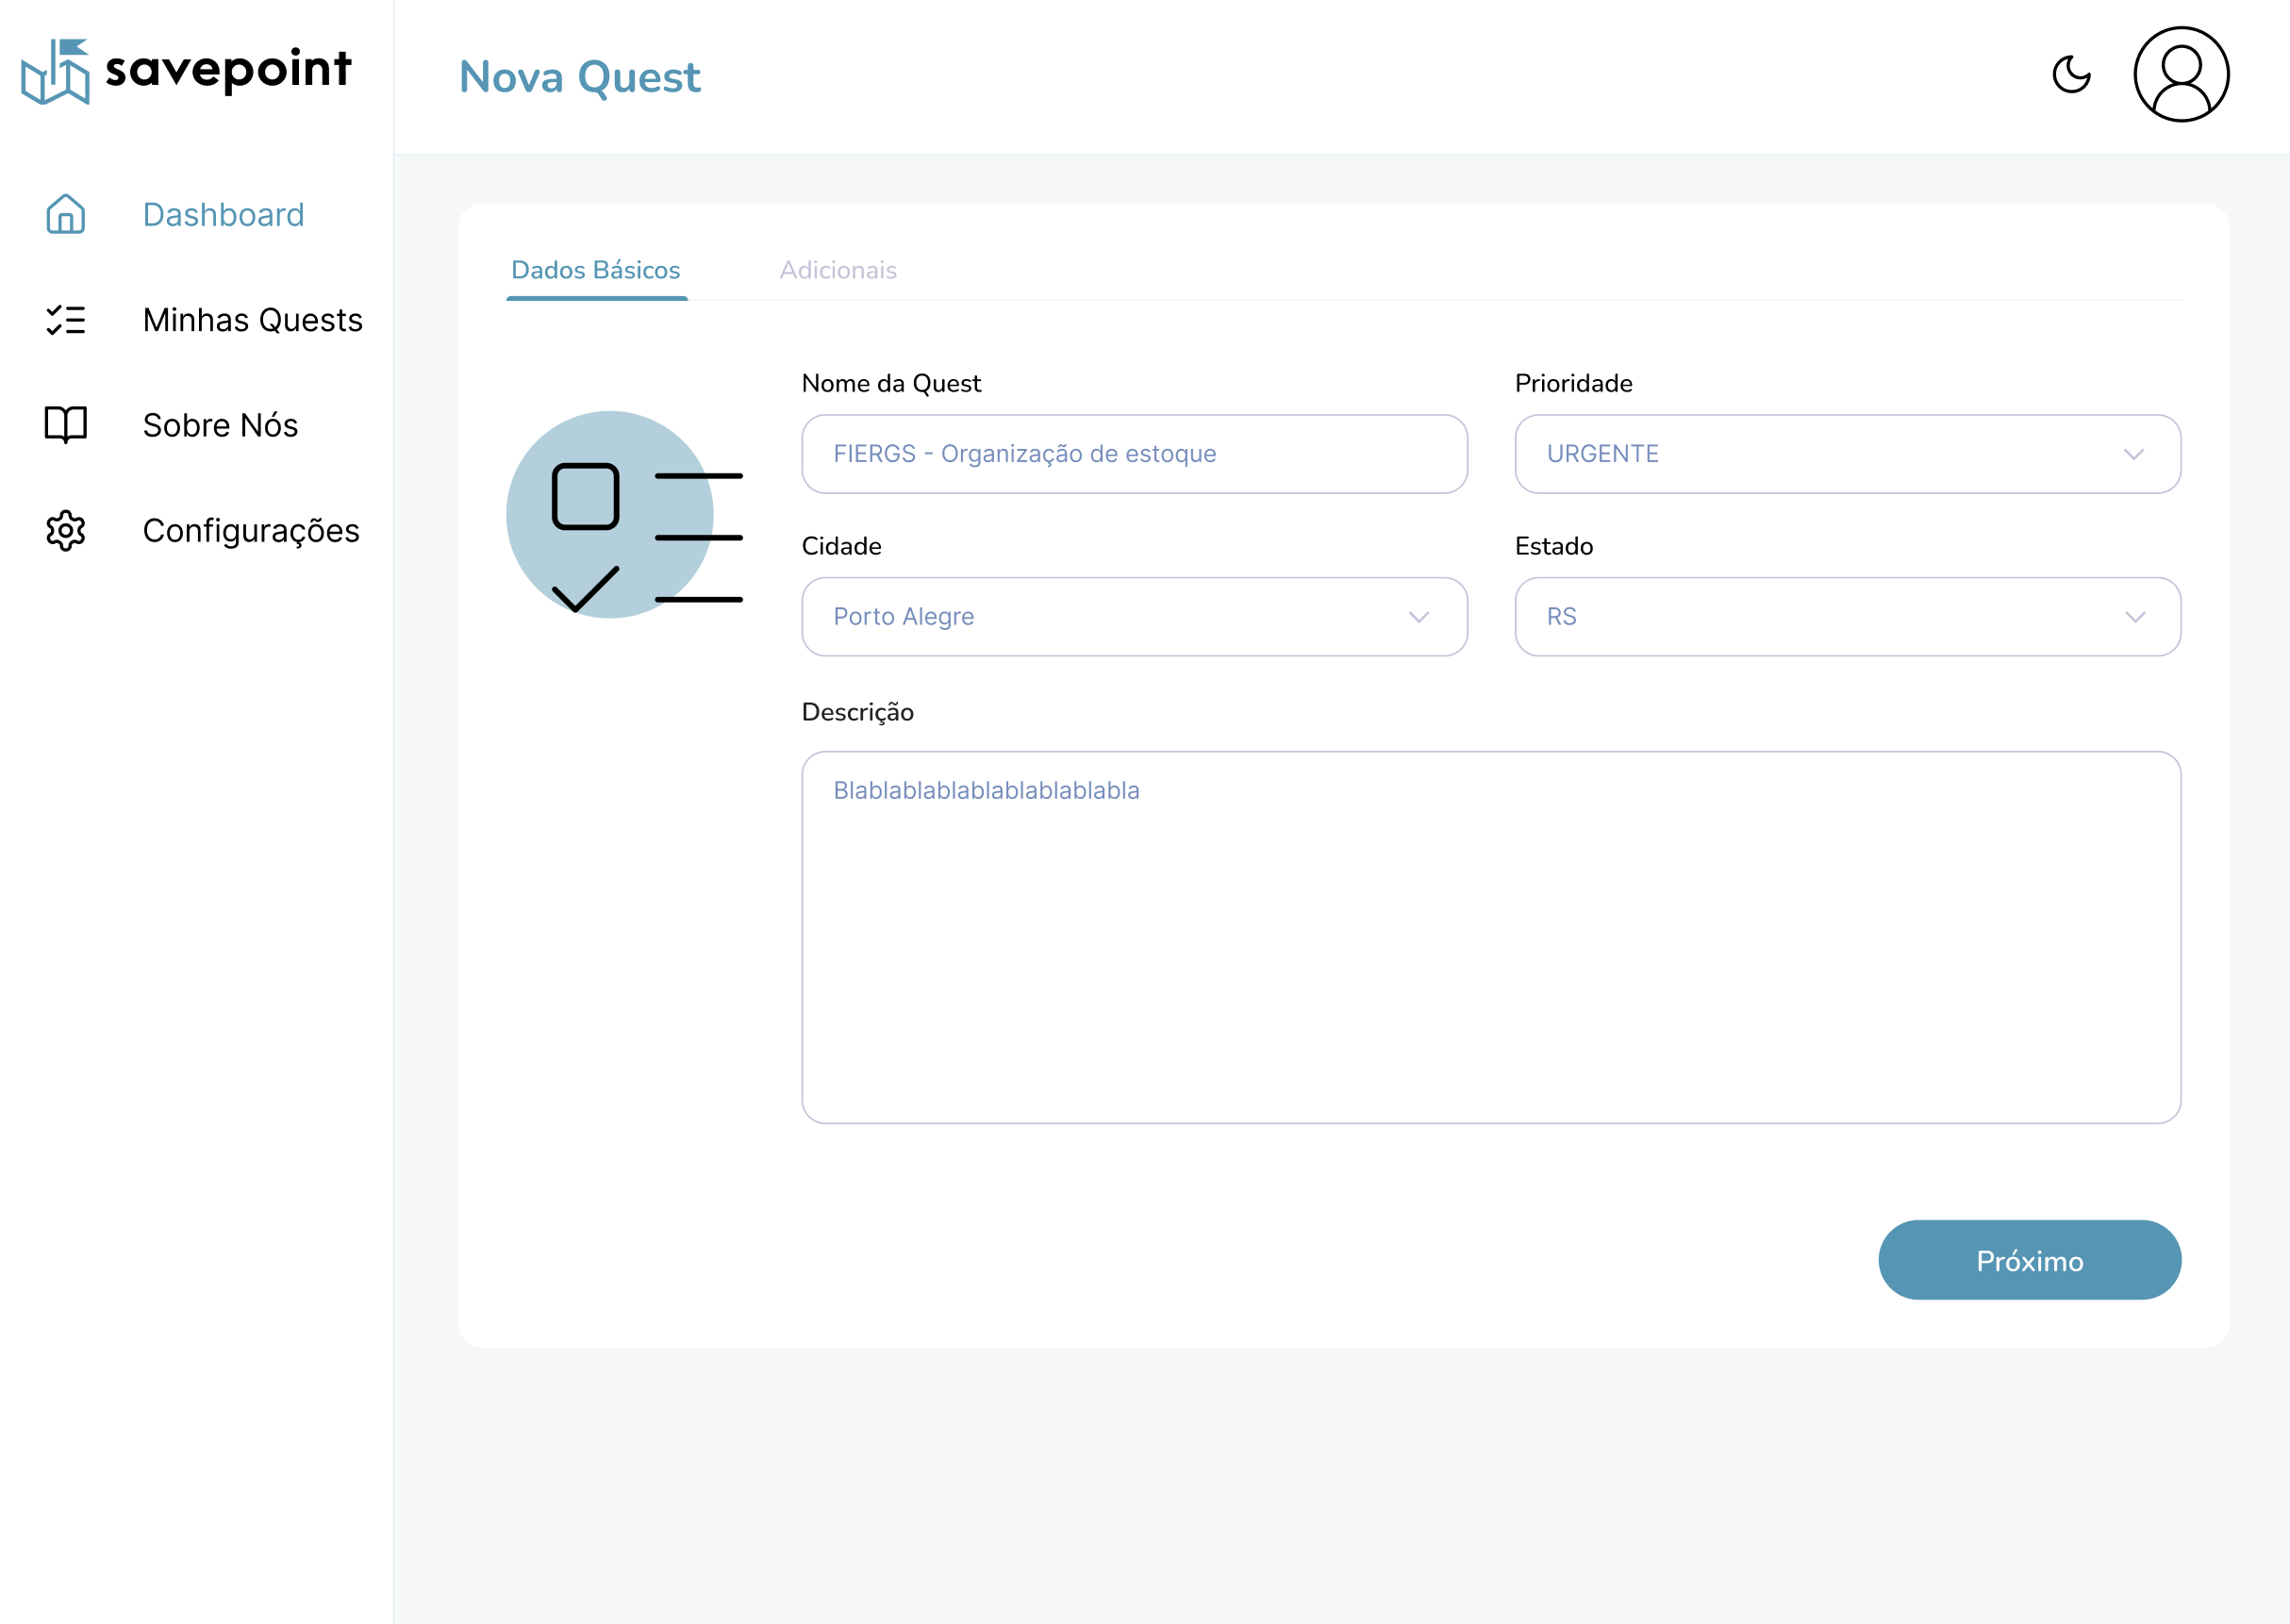 savepoint
Nova Quest
Dashboard
Minhas Quests
Sobre Nós
Configurações
Dados Básicos
Adicionais
Nome da Quest
Prioridade
FIERGS - Organização de estoque
URGENTE
Cidade
Estado
Porto Alegre
RS
Descrição
Blablablablablablablablabla
Próximo